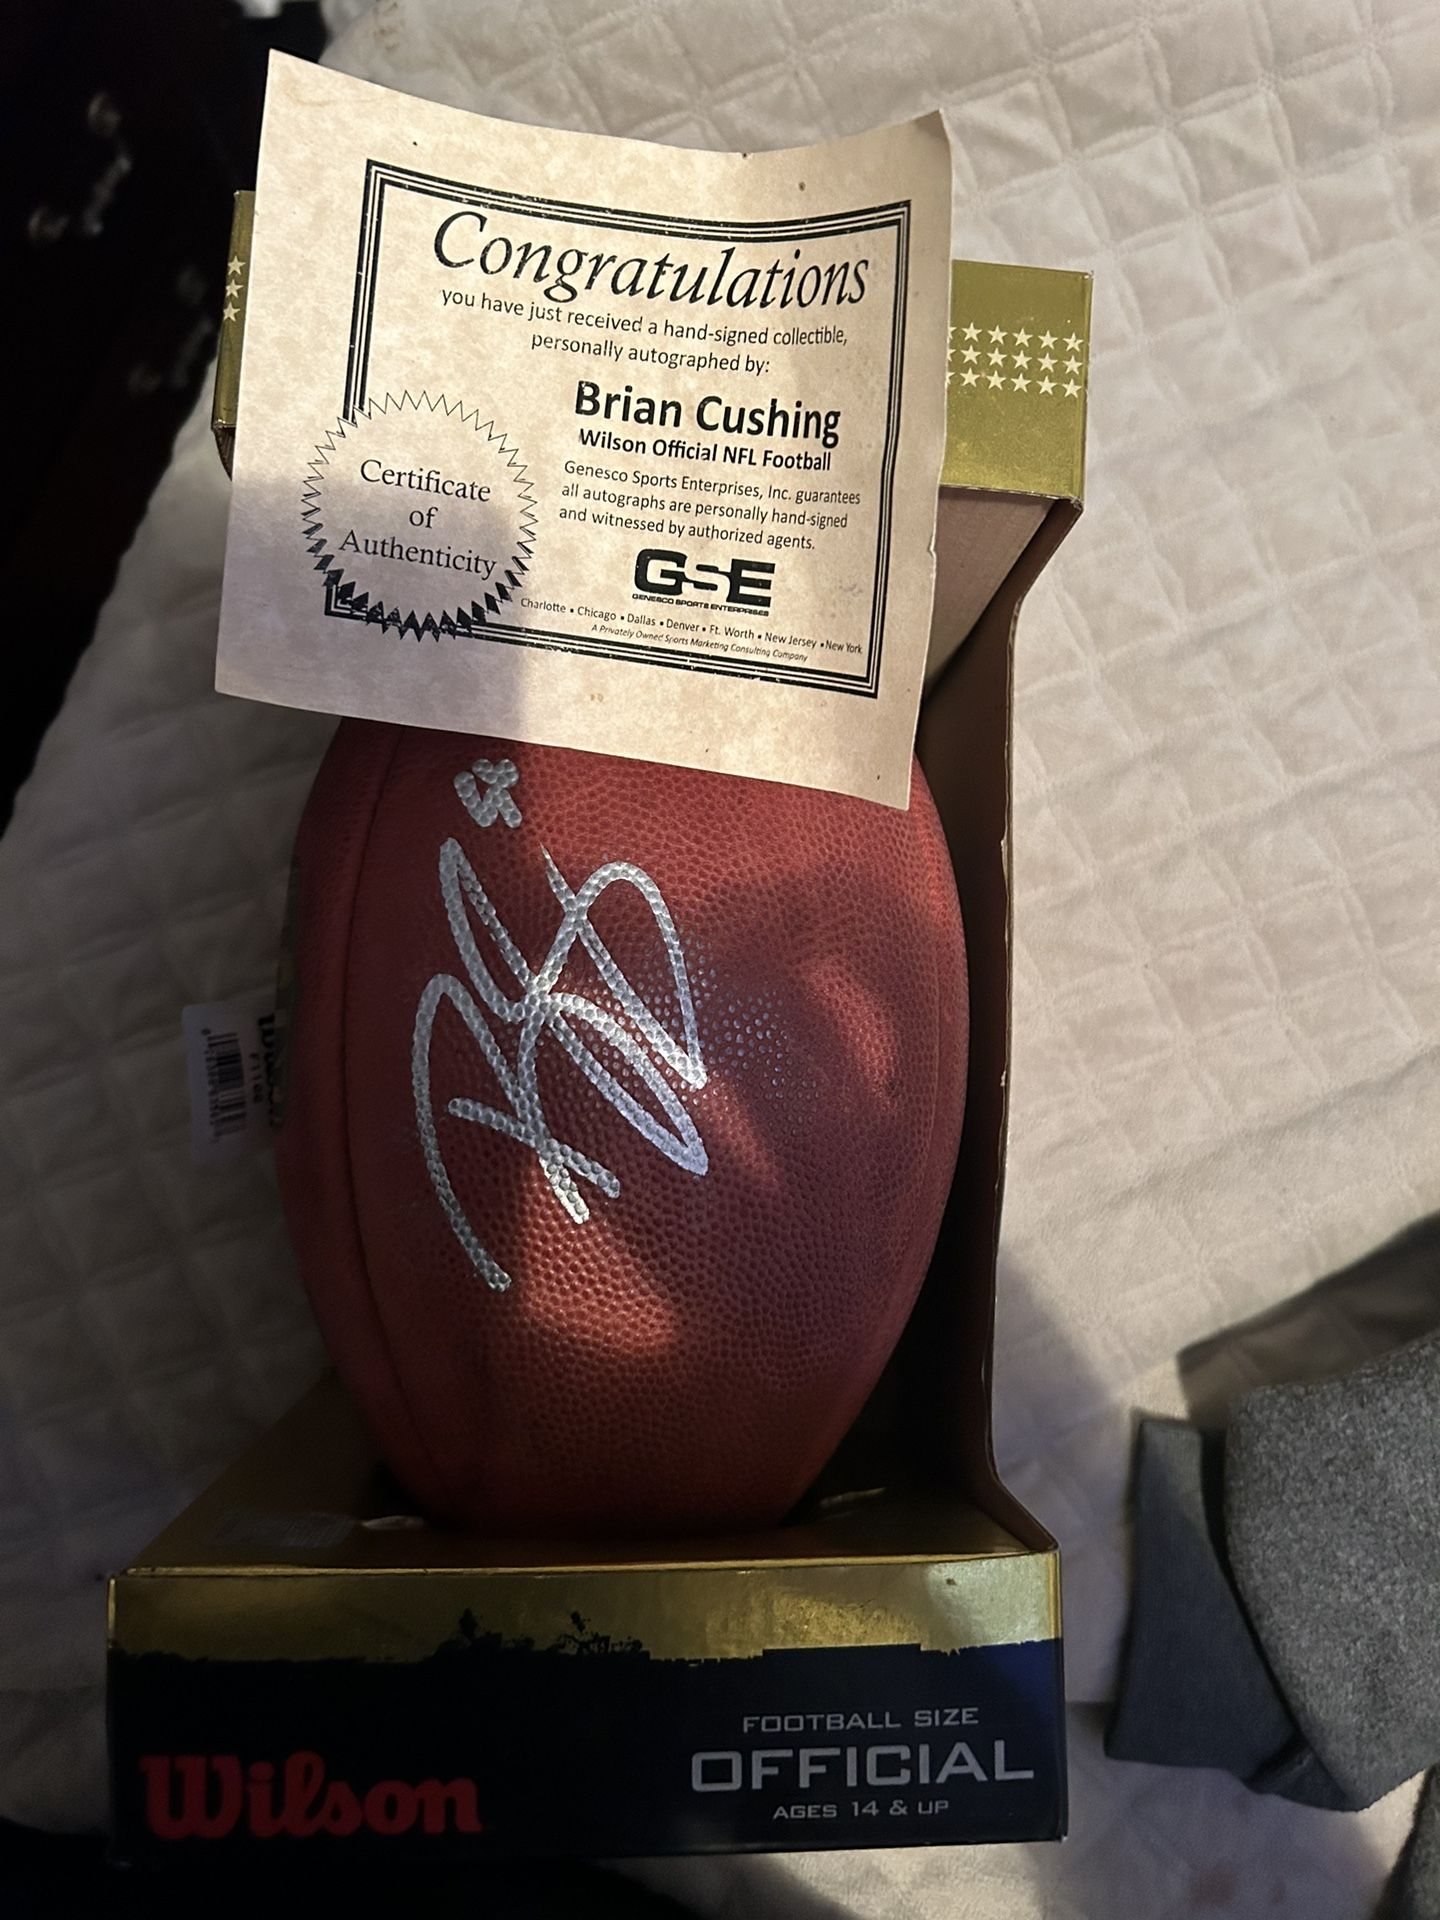 Congratulations
you have just received a hand-signed collectible,
personally autographed by:
Brian Cushing
Wilson Official NFL Football
Genesco Sports Enterprises, Inc. guarantees
all autographs are personally hand-signed
and witnessed by authorized agents.
Certificate
of
Authenticity
GSE
GENESCO SPORTS ENTERPRISES
Charlotte • Chicago • Dallas • Denver • Ft. Worth • New Jersey • New York
A Privately Owned Sports Marketing Consulting Company
Wilson
F1100
Wilson
FOOTBALL SIZE
OFFICIAL
AGES 14 & UP